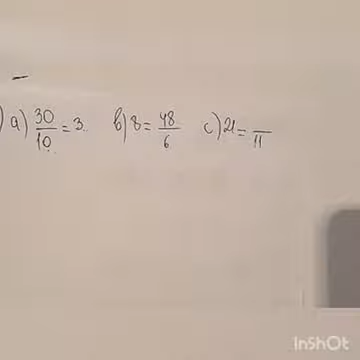 ) a) 30/10 = 3. b) 8 = 48/6 c) 21 = /11
InShOt